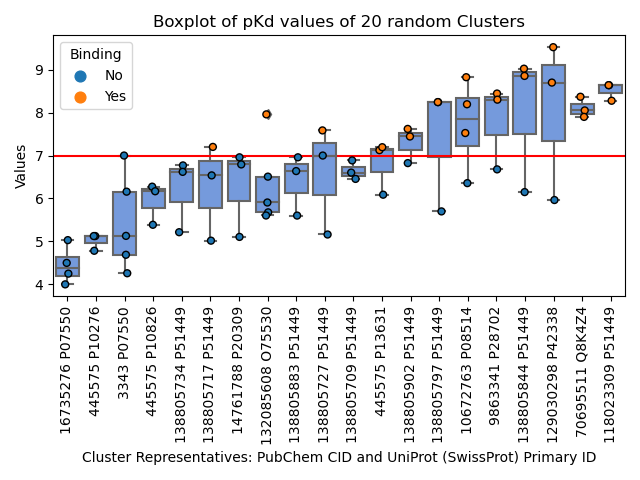 Boxplot of pKd values of 20 random Clusters
Binding
No
Yes
Values
9
8
7
6
5
4
16735276 P07550
445575 P10276
3343 P07550
445575 P10826
138805734 P51449
138805717 P51449
14761788 P20309
132085608 O75530
138805883 P51449
138805727 P51449
138805709 P51449
445575 P13631
138805902 P51449
138805797 P51449
10672763 P08514
9863341 P28702
138805844 P51449
129030298 P42338
70695511 Q8K4Z4
118023309 P51449
Cluster Representatives: PubChem CID and UniProt (SwissProt) Primary ID